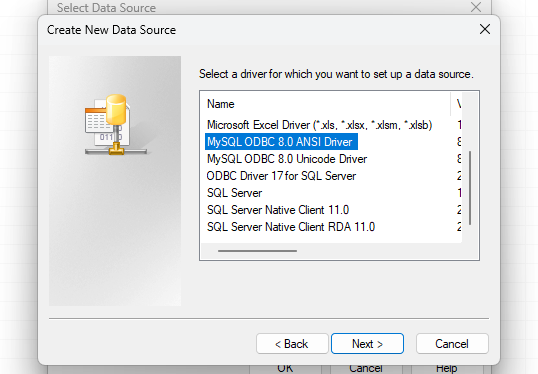 Select Data Source
Create New Data Source
Select a driver for which you want to set up a data source.
Name V
Microsoft Excel Driver (*.xls, *.xlsx, *.xlsm, *.xlsb) 1
MySQL ODBC 8.0 ANSI Driver 8
MySQL ODBC 8.0 Unicode Driver 8
ODBC Driver 17 for SQL Server 2
SQL Server 1
SQL Server Native Client 11.0 2
SQL Server Native Client RDA 11.0 2
< Back Next > Cancel
OK Cancel Help